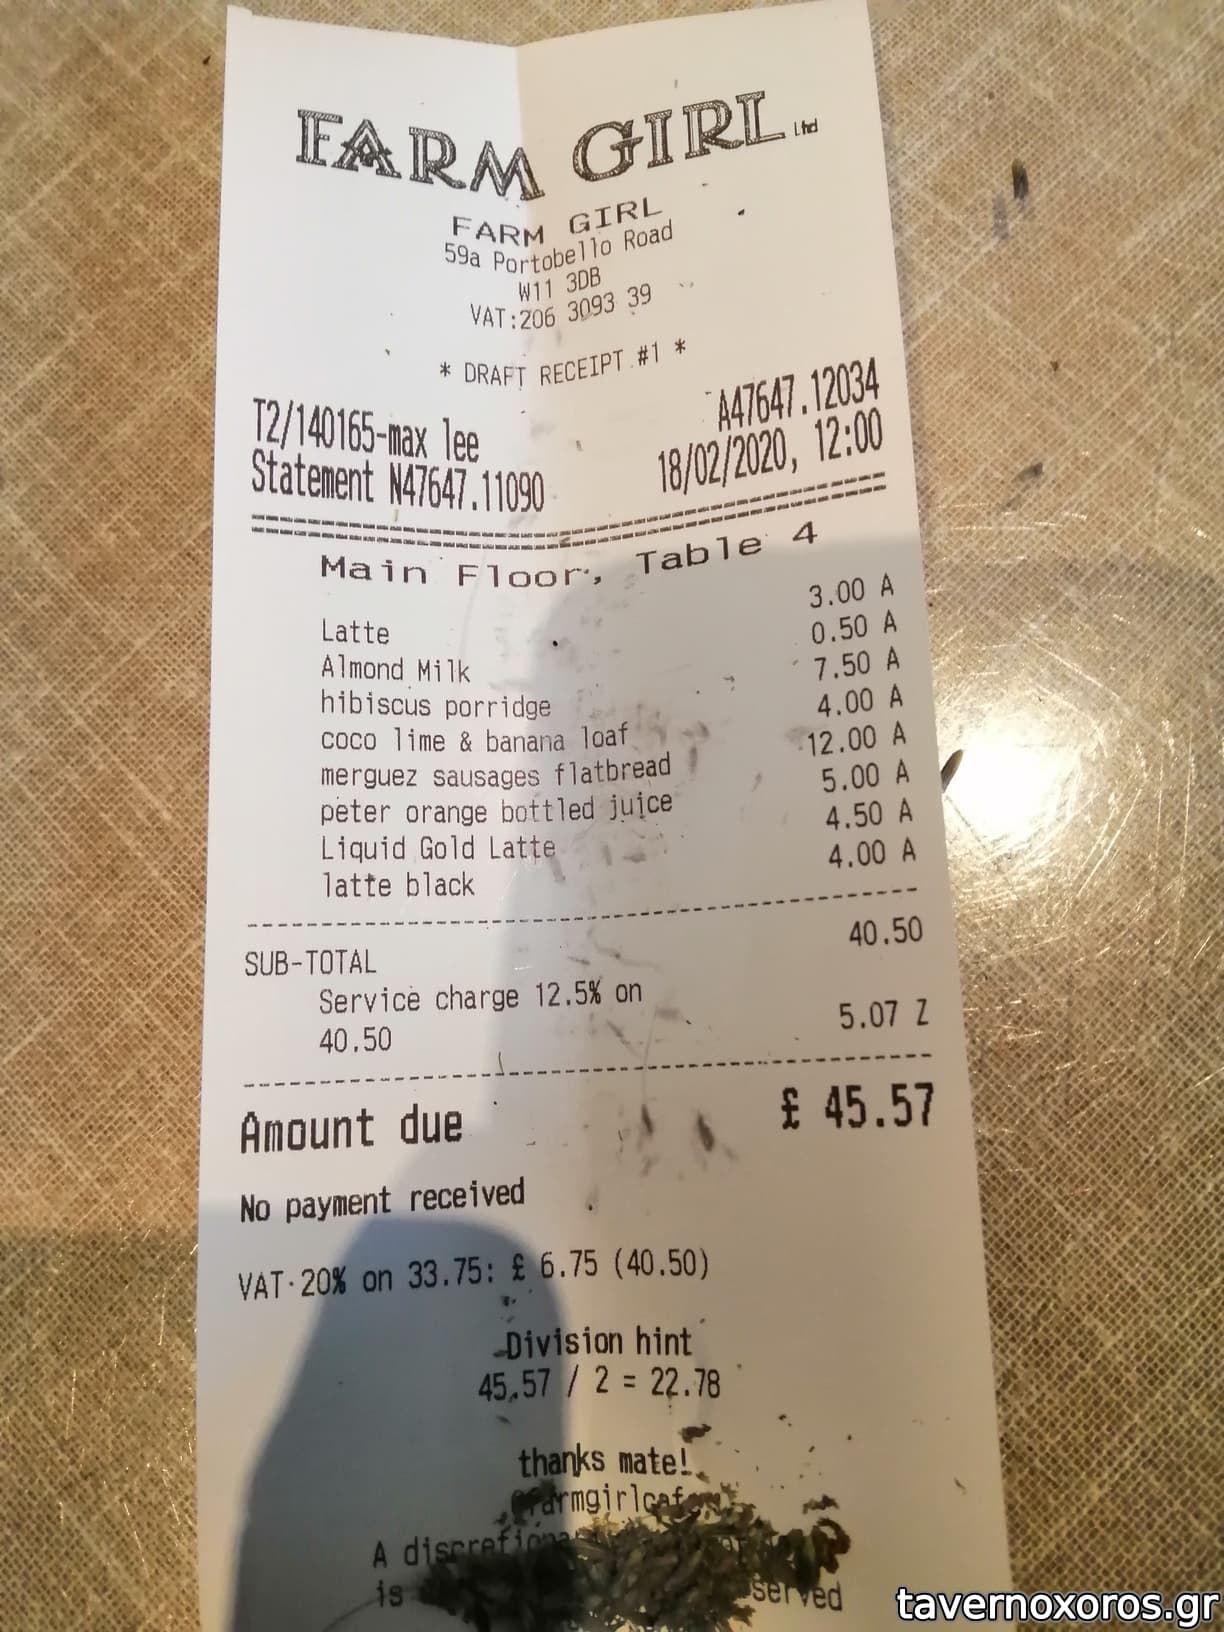 FARM GIRL Ltd
FARM GIRL
59a Portobello Road
W11 3DB
VAT:206 3093 39
* DRAFT RECEIPT #1 *
T2/140165-max lee A47647.12034
Statement N47647.11090 18/02/2020, 12:00
Main Floor, Table 4
Latte 3.00 A
Almond Milk 0.50 A
hibiscus porridge 7.50 A
coco lime & banana loaf 4.00 A
merguez sausages flatbread 12.00 A
peter orange bottled juice 5.00 A
Liquid Gold Latte 4.50 A
latte black 4.00 A
SUB-TOTAL 40.50
Service charge 12.5% on
40.50 5.07 Z
Amount due £ 45.57
No payment received
VAT 20% on 33.75: £ 6.75 (40.50)
Division hint
45.57 / 2 = 22.78
thanks mate!
@farmgirlcafe
A
is
tavernoxoros.gr